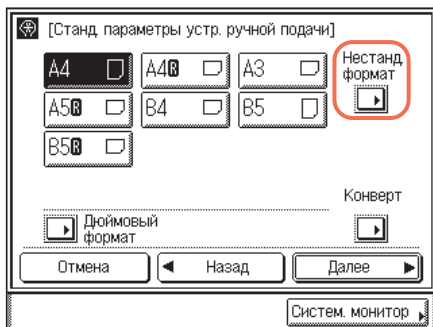 [Станд. параметры устр. ручной подачи]
A4 A4R A3 Нестанд. формат
A5R B4 B5
B5R
Конверт
Дюймовый формат
Отмена Назад Далее
Систем. монитор